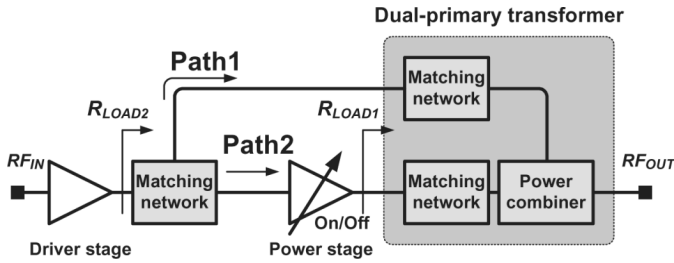 Dual-primary transformer
Path1
Matching
network
RLOAD2
RLOAD1
Path2
RFIN
Matching
network
On/Off
Matching
network
Power
combiner
RFOUT
Driver stage
Power stage